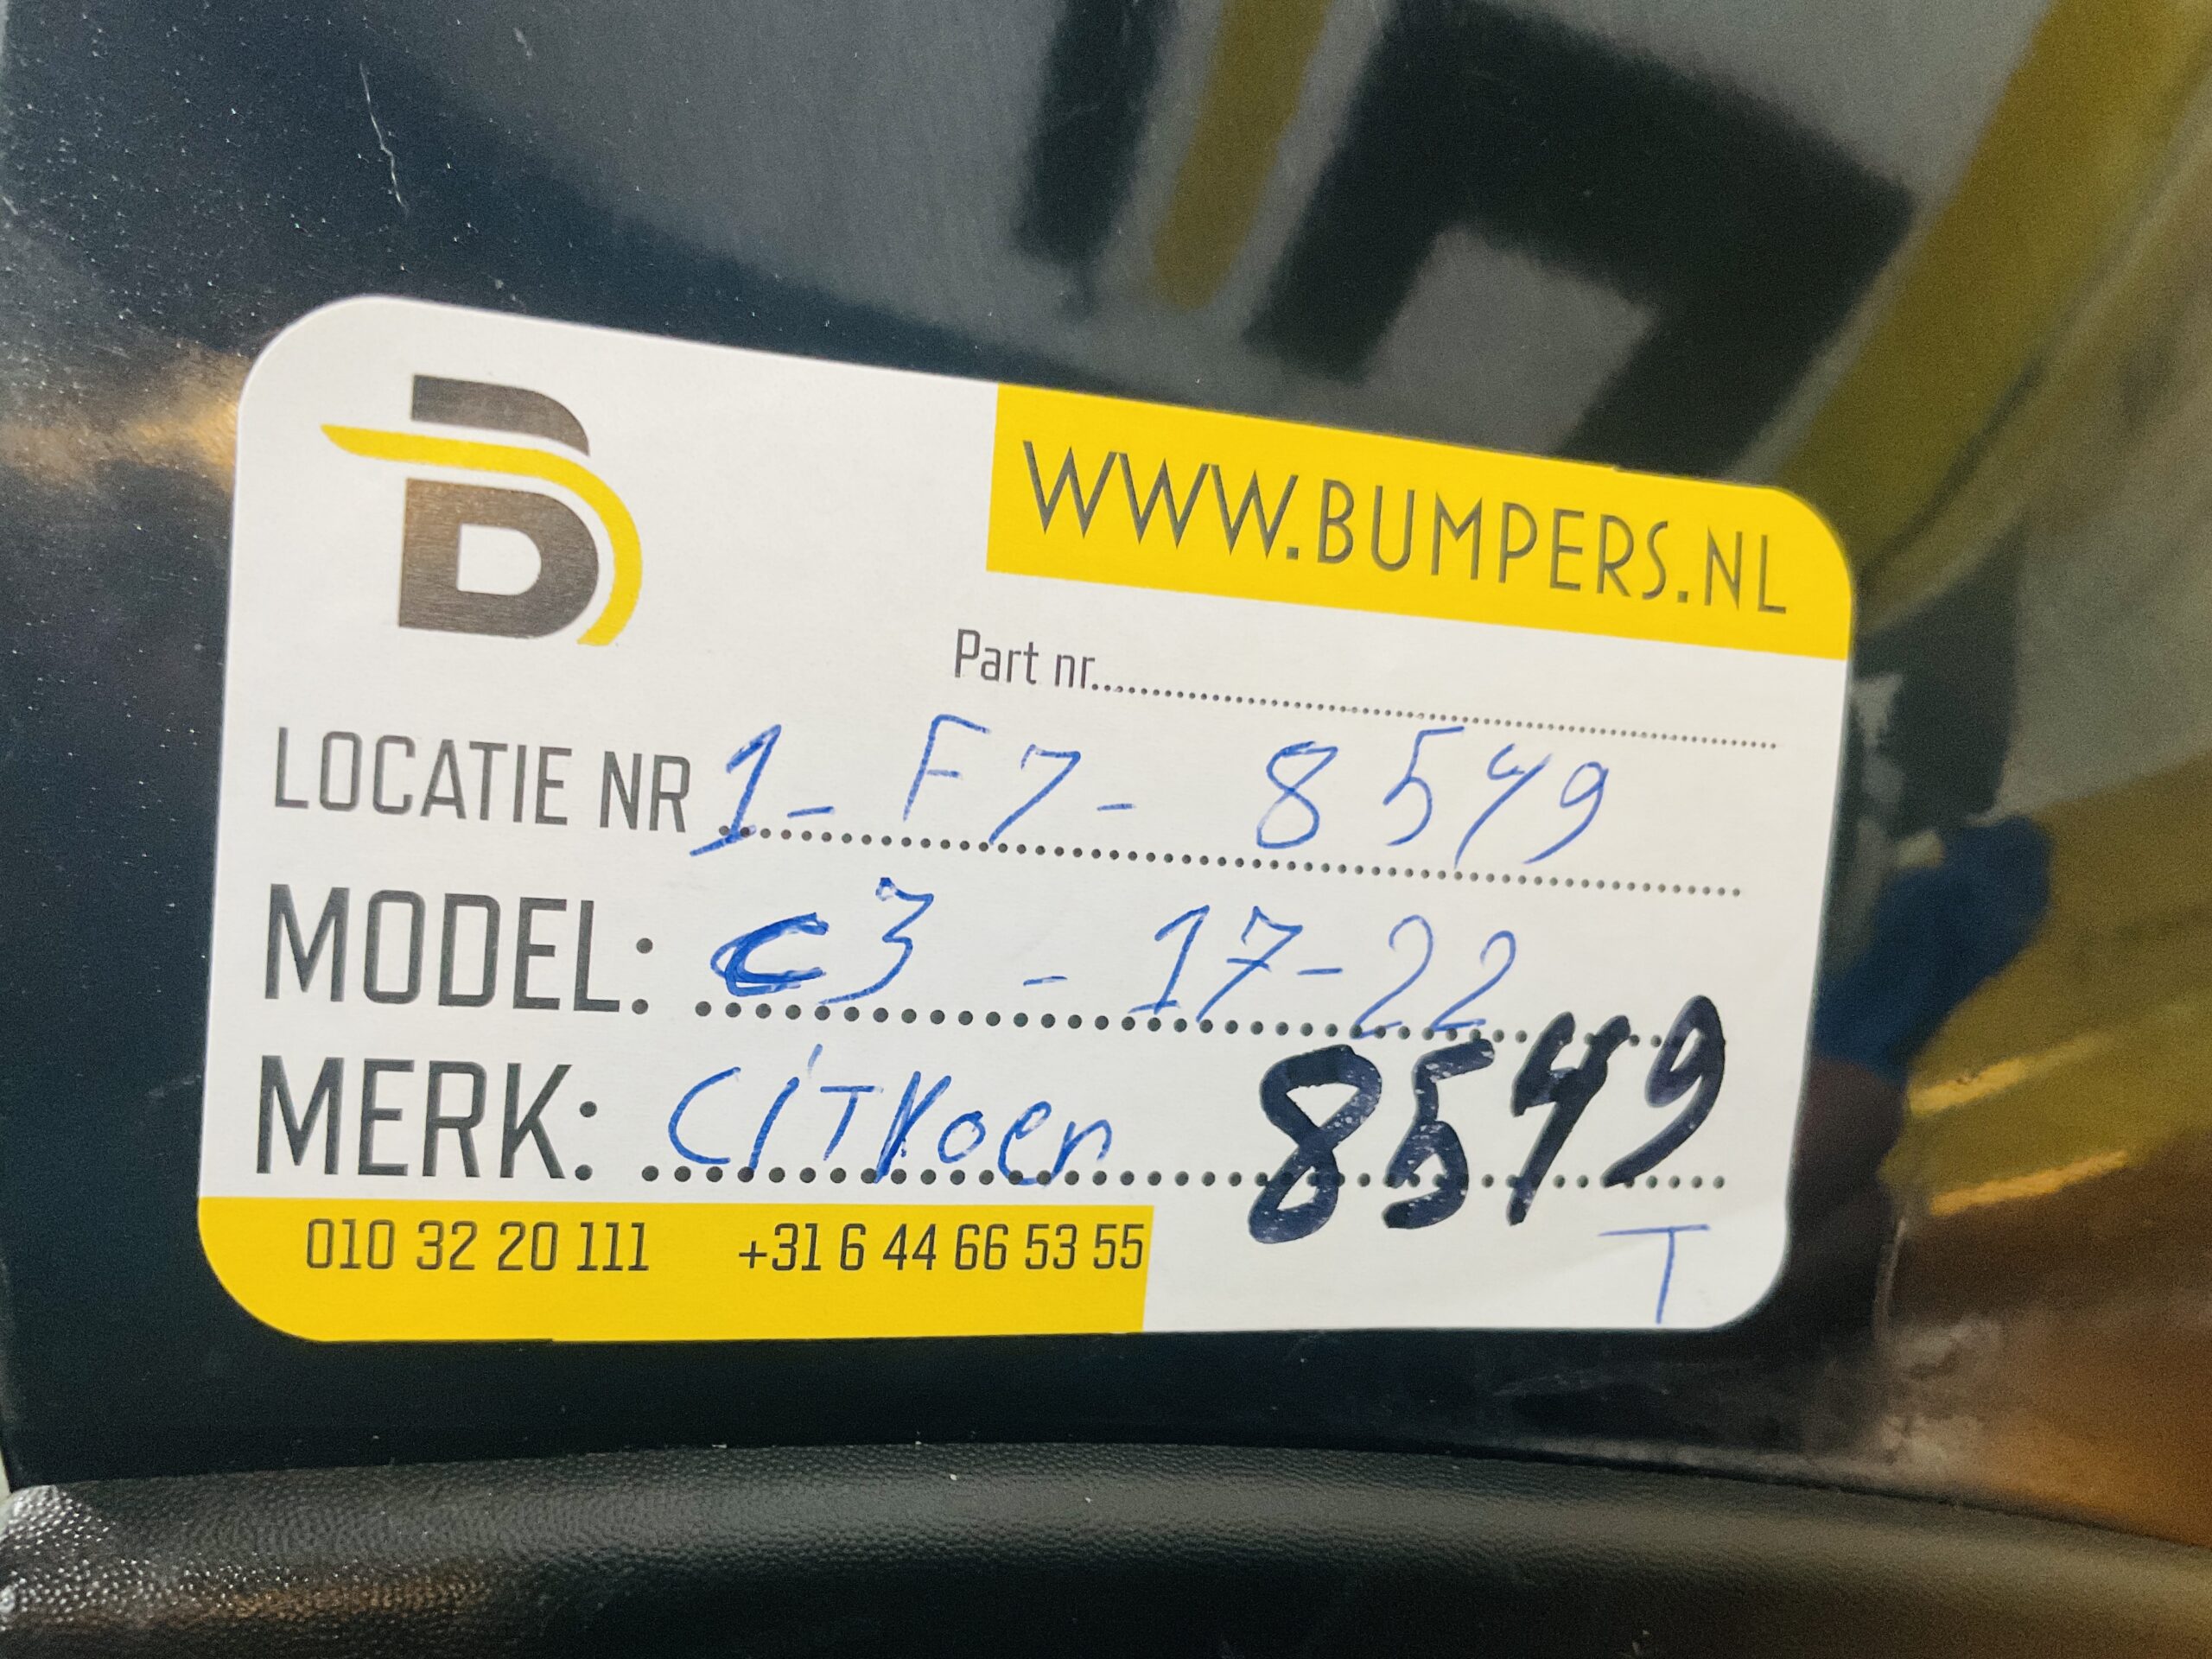 B
WWW.BUMPERS.NL
Part nr.
LOCATIE NR 1 - F7 - 8549
MODEL: C3 - 17-22
MERK: CiTROEN 8549
010 32 20 111 +31 6 44 66 53 55
T